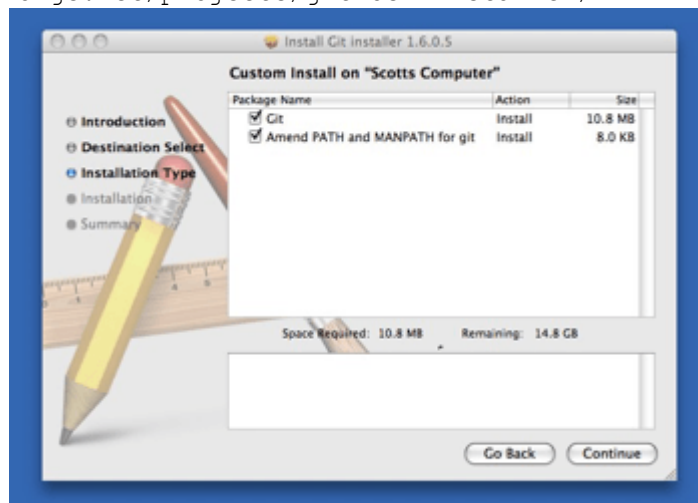 Install Git installer 1.6.0.5
Custom Install on “Scotts Computer”
Introduction
Destination Select
Installation Type
Installation
Summary
Package Name Action Size
Git Install 10.8 MB
Amend PATH and MANPATH for git Install 8.0 KB
Space Required: 10.8 MB Remaining: 14.8 GB
Go Back Continue